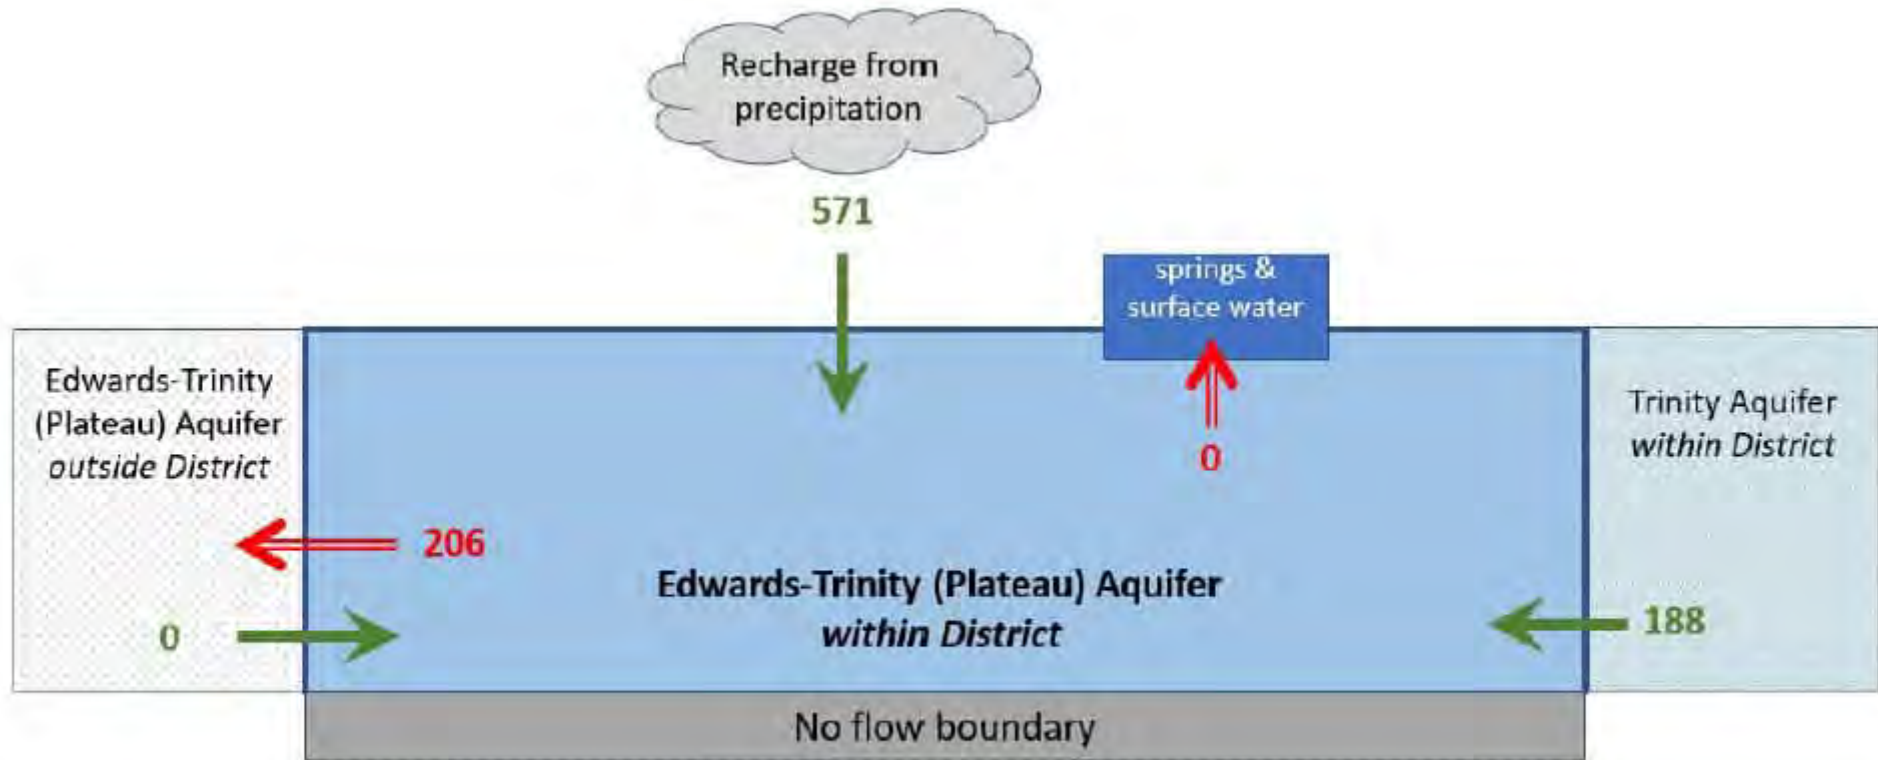 Recharge from
precipitation
571
springs &
surface water
Edwards-Trinity
(Plateau) Aquifer
outside District
Trinity Aquifer
within District
0
206
Edwards-Trinity (Plateau) Aquifer
within District
0
188
No flow boundary